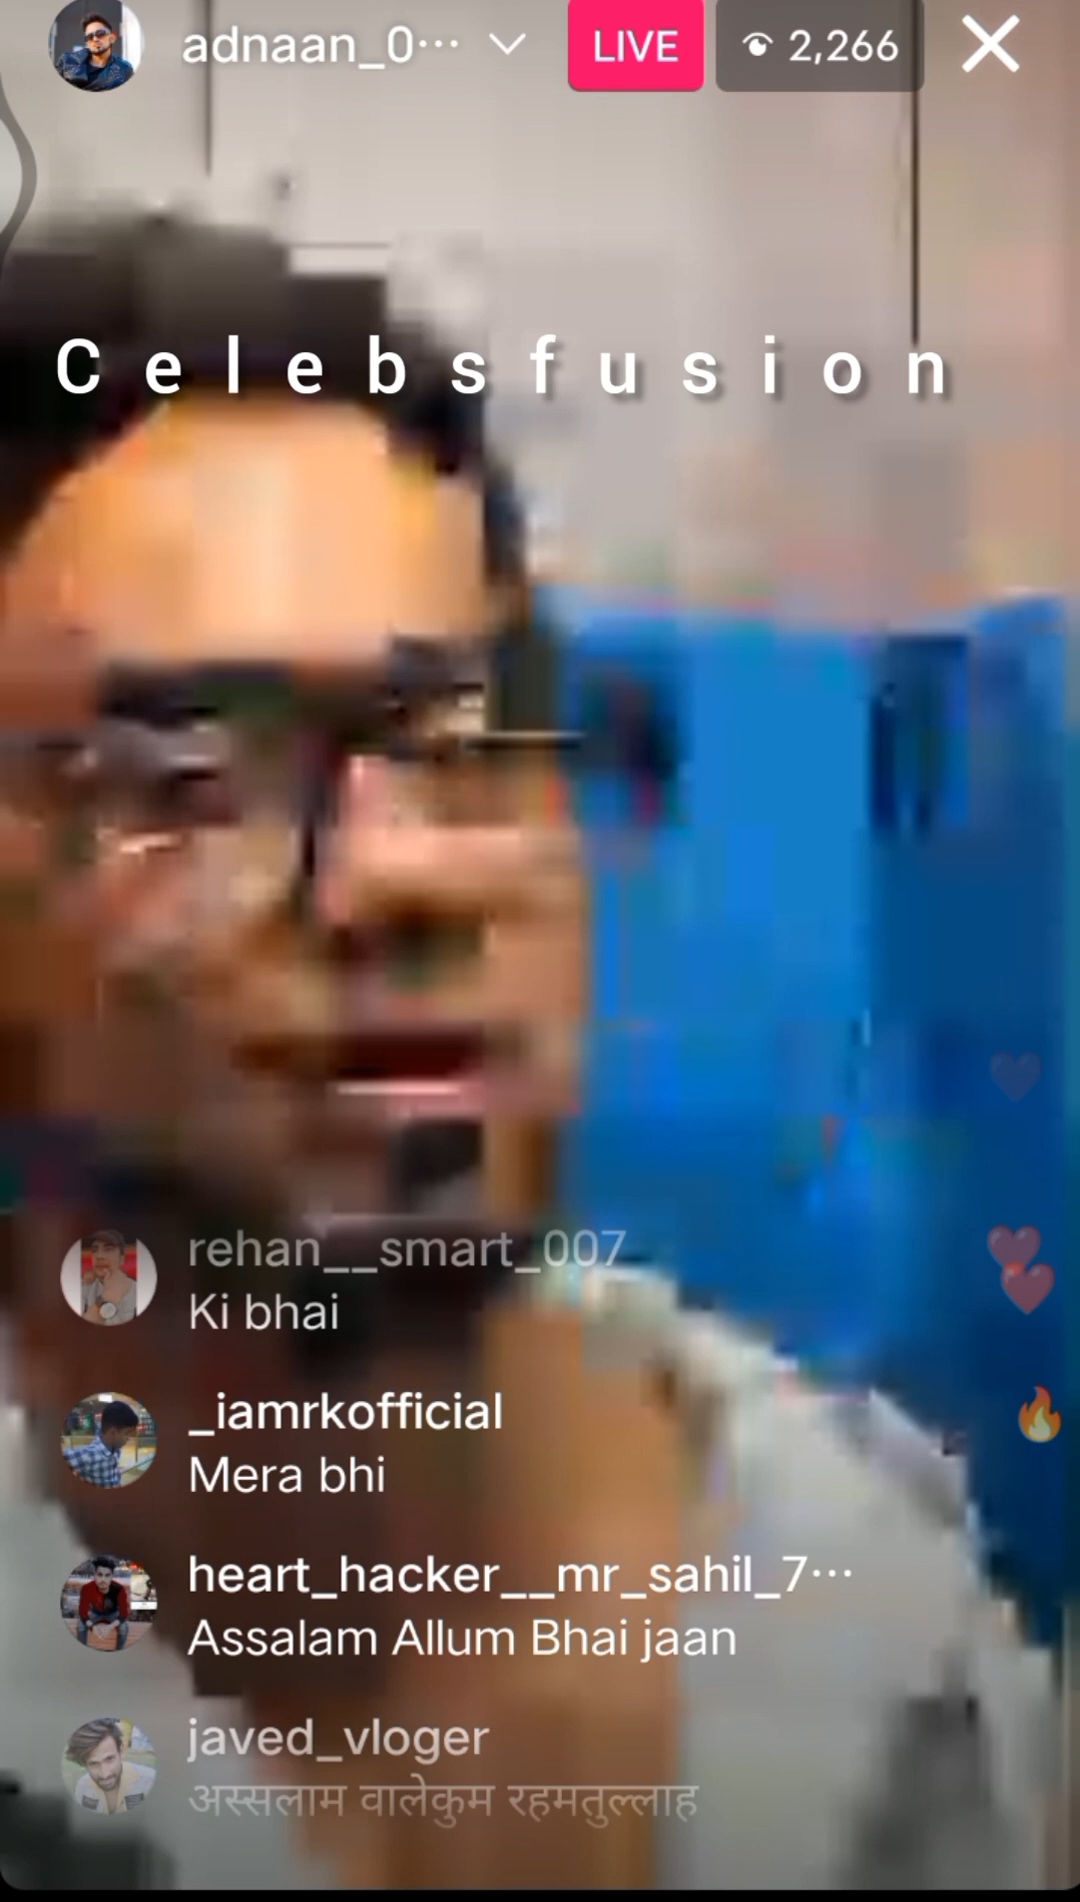 adnaan_0...
LIVE
2,266
Celebsfusion
rehan__smart_007
Ki bhai
_iamrkofficial
Mera bhi
heart_hacker__mr_sahil_7...
Assalam Allum Bhai jaan
javed_vloger
अस्सलाम वालेकुम रहमतुल्लाह